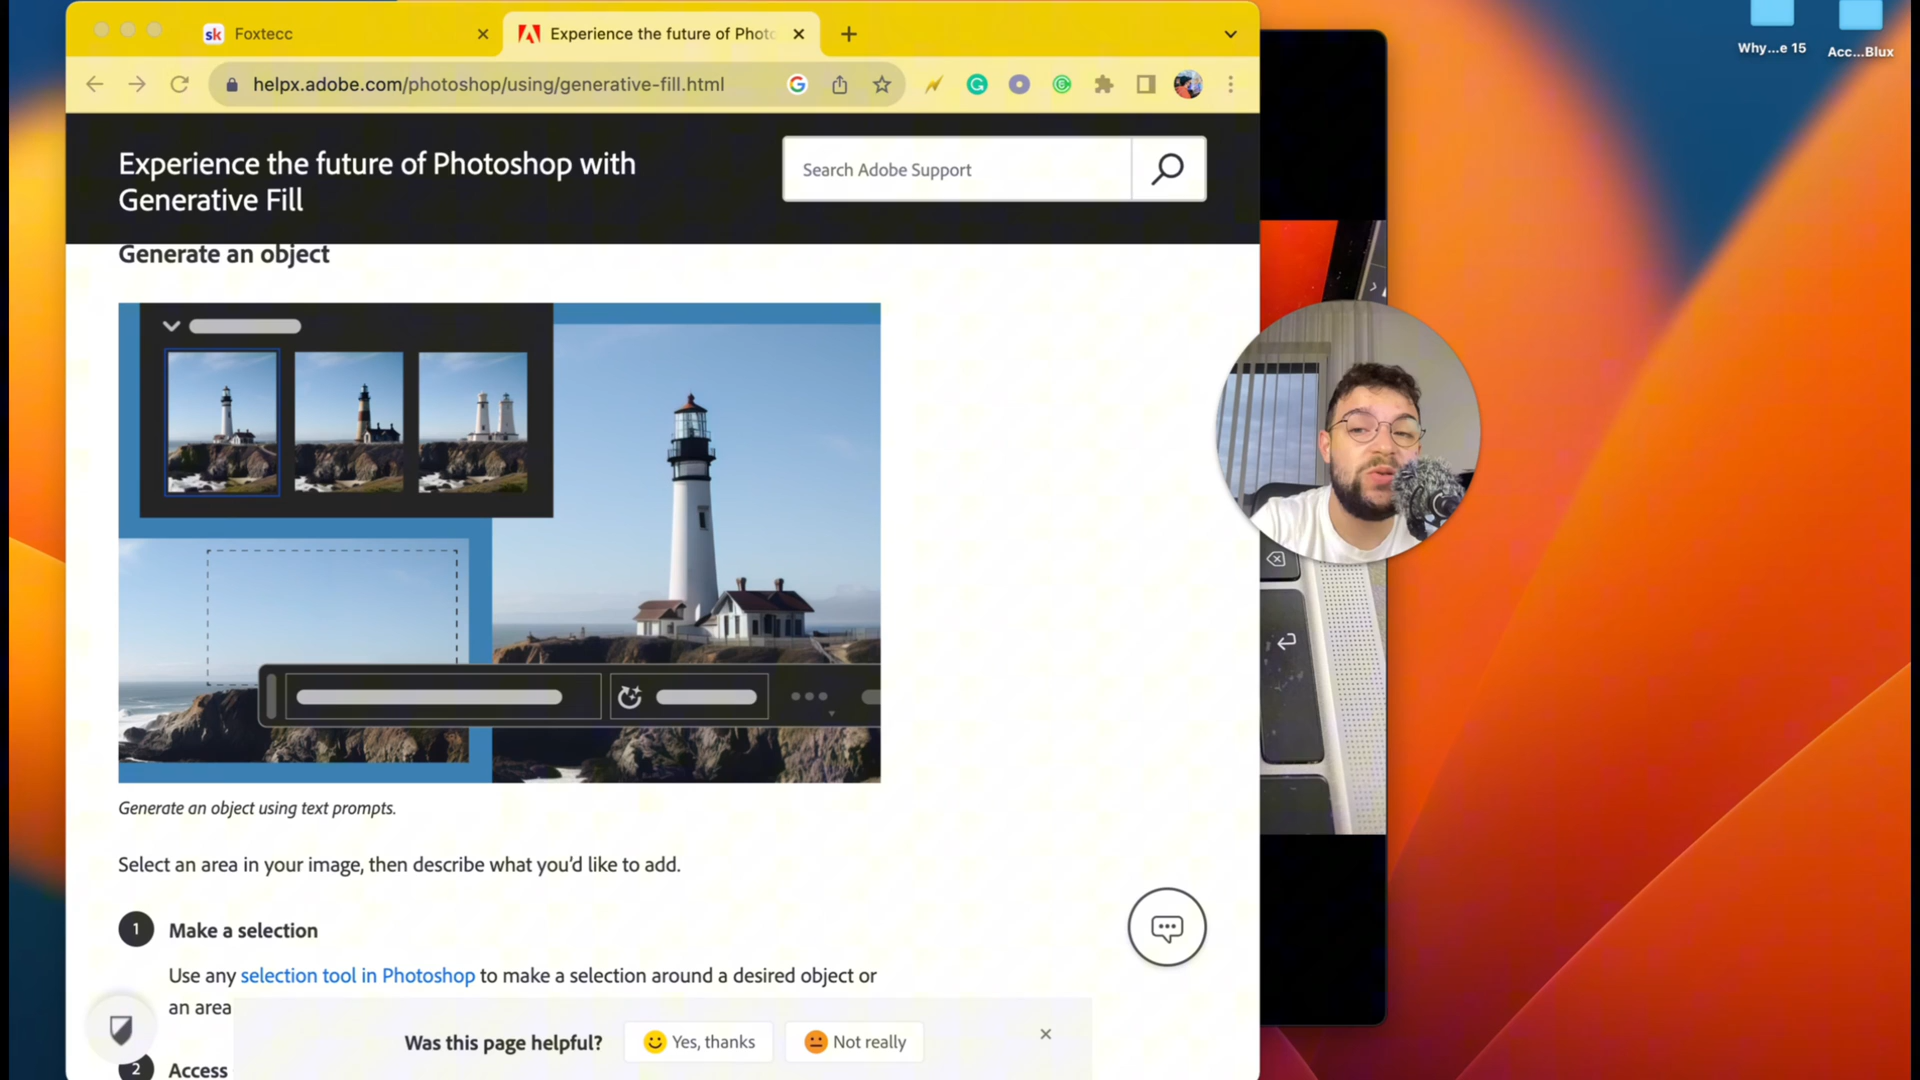 sk Foxtecc
Experience the future of Photo
Why...e 15
Acc...Blux
helpx.adobe.com/photoshop/using/generative-fill.html
Experience the future of Photoshop with
Generative Fill
Search Adobe Support
Generate an object
Generate an object using text prompts.
Select an area in your image, then describe what you'd like to add.
1 Make a selection
Use any selection tool in Photoshop to make a selection around a desired object or
an area
Was this page helpful? Yes, thanks Not really
2 Access